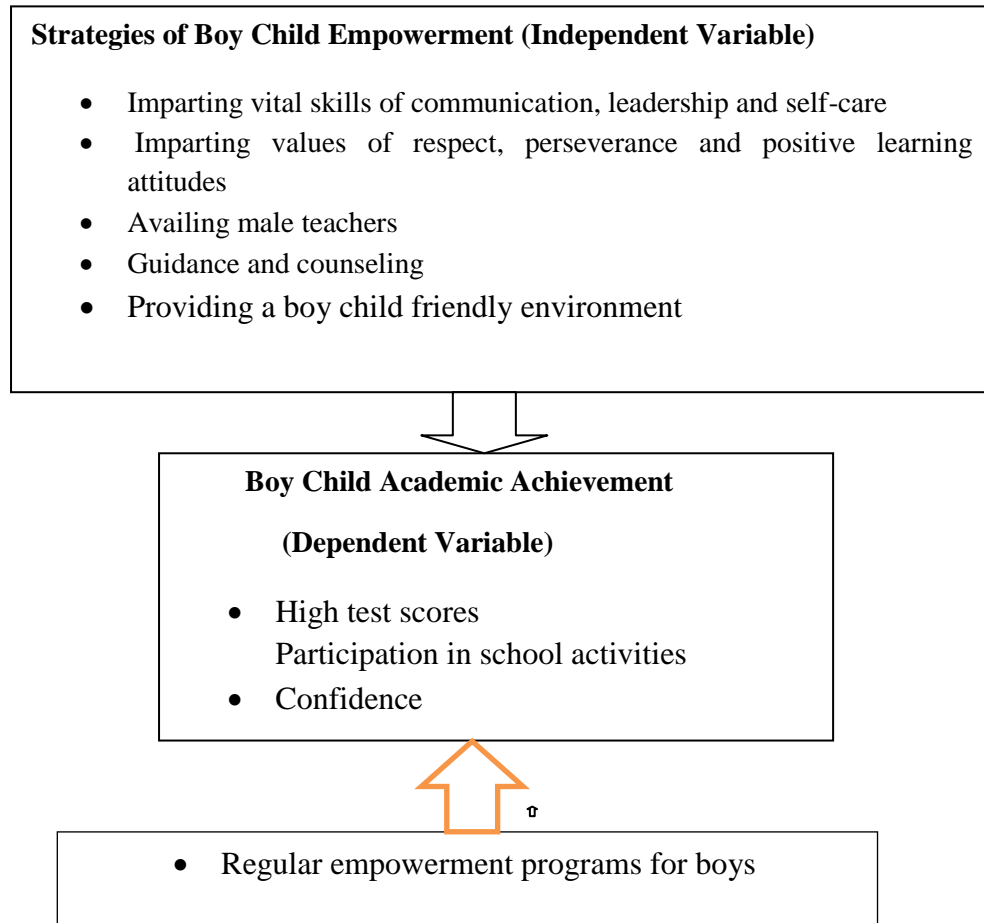 Strategies of Boy Child Empowerment (Independent Variable)
• Imparting vital skills of communication, leadership and self-care
• Imparting values of respect, perseverance and positive learning
attitudes
• Availing male teachers
• Guidance and counseling
• Providing a boy child friendly environment
Boy Child Academic Achievement
(Dependent Variable)
• High test scores
Participation in school activities
• Confidence
• Regular empowerment programs for boys